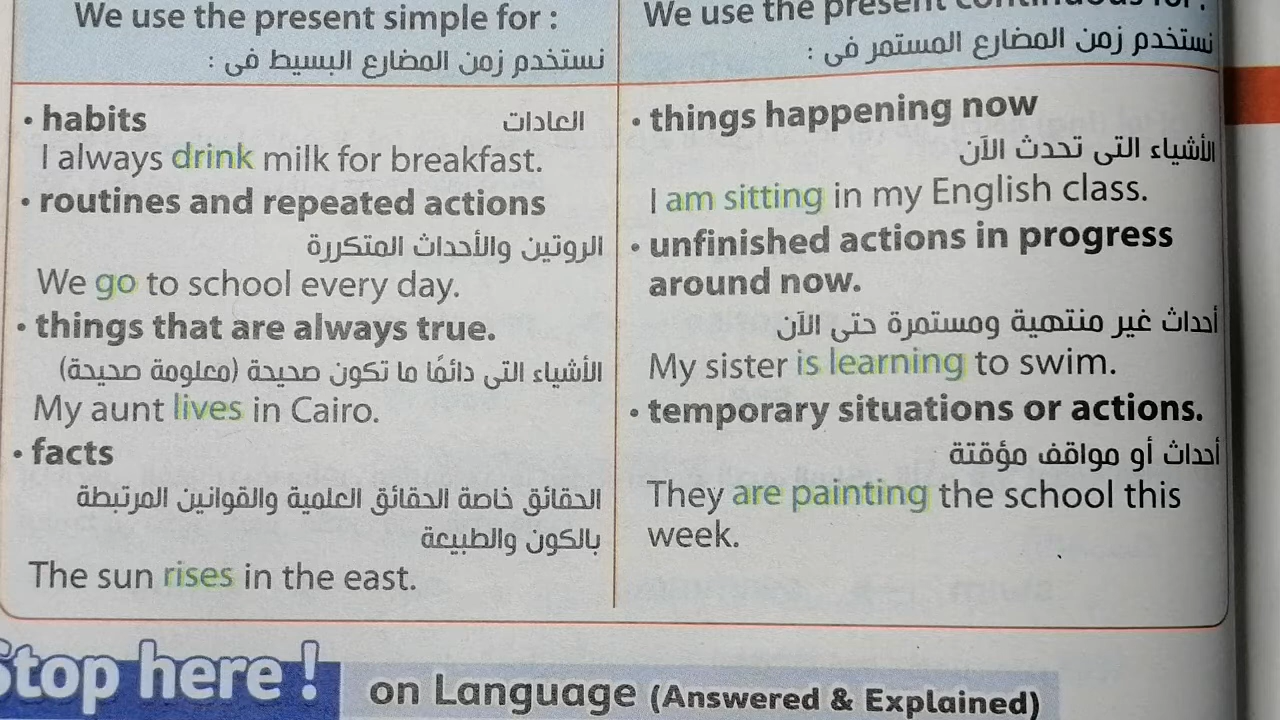 We use the present simple for :
نستخدم زمن المضارع البسيط فى :
• habits العادات
I always drink milk for breakfast.
• routines and repeated actions
الروتين والأحداث المتكررة
We go to school every day.
• things that are always true.
الأشياء التى دائمًا ما تكون صحيحة (معلومة صحيحة)
My aunt lives in Cairo.
• facts
الحقائق خاصة الحقائق العلمية والقوانين المرتبطة
بالكون والطبيعة
The sun rises in the east.
We use the present continuous for :
نستخدم زمن المضارع المستمر فى :
• things happening now
الأشياء التى تحدث الآن
I am sitting in my English class.
• unfinished actions in progress
around now.
أحداث غير منتهية ومستمرة حتى الآن
My sister is learning to swim.
• temporary situations or actions.
أحداث أو مواقف مؤقتة
They are painting the school this
week.
Stop here !
on Language (Answered & Explained)